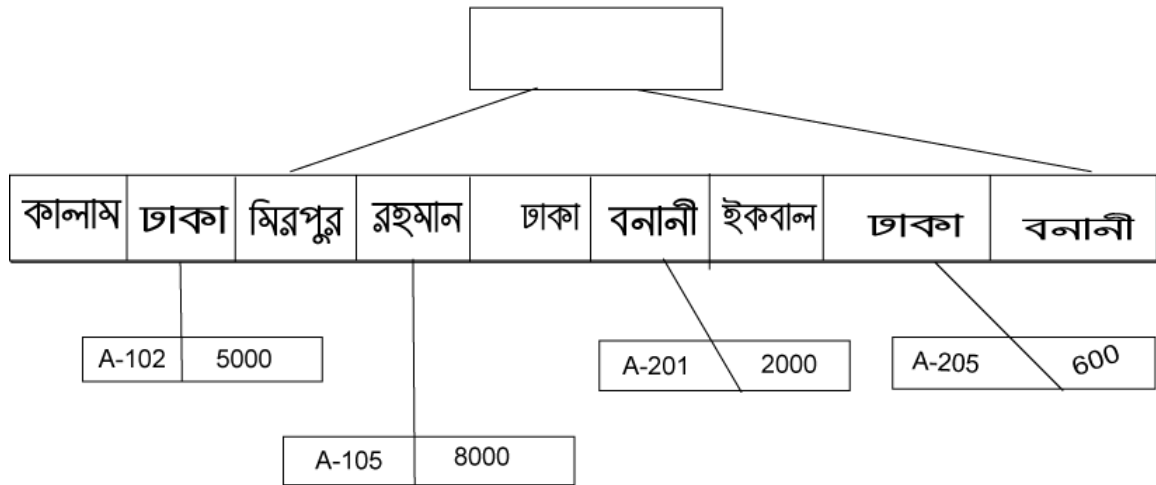 কালাম ঢাকা মিরপুর রহমান ঢাকা বনানী ইকবাল ঢাকা বনানী
A-102 5000 A-201 2000 A-205 600
A-105 8000